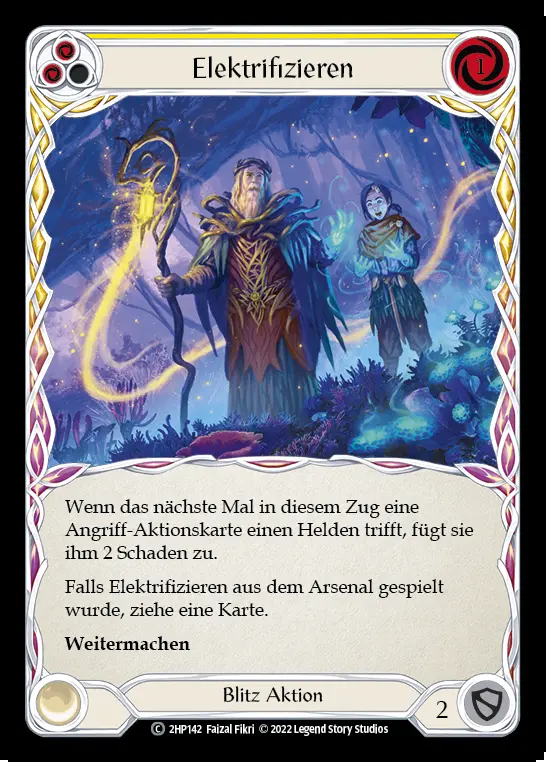 Elektrifizieren
1
Wenn das nächste Mal in diesem Zug eine
Angriff-Aktionskarte einen Helden trifft, fügt sie
ihm 2 Schaden zu.
Falls Elektrifizieren aus dem Arsenal gespielt
wurde, ziehe eine Karte.
Weitermachen
Blitz Aktion
2
C 2HP142 Faizal Fikri © 2022 Legend Story Studios